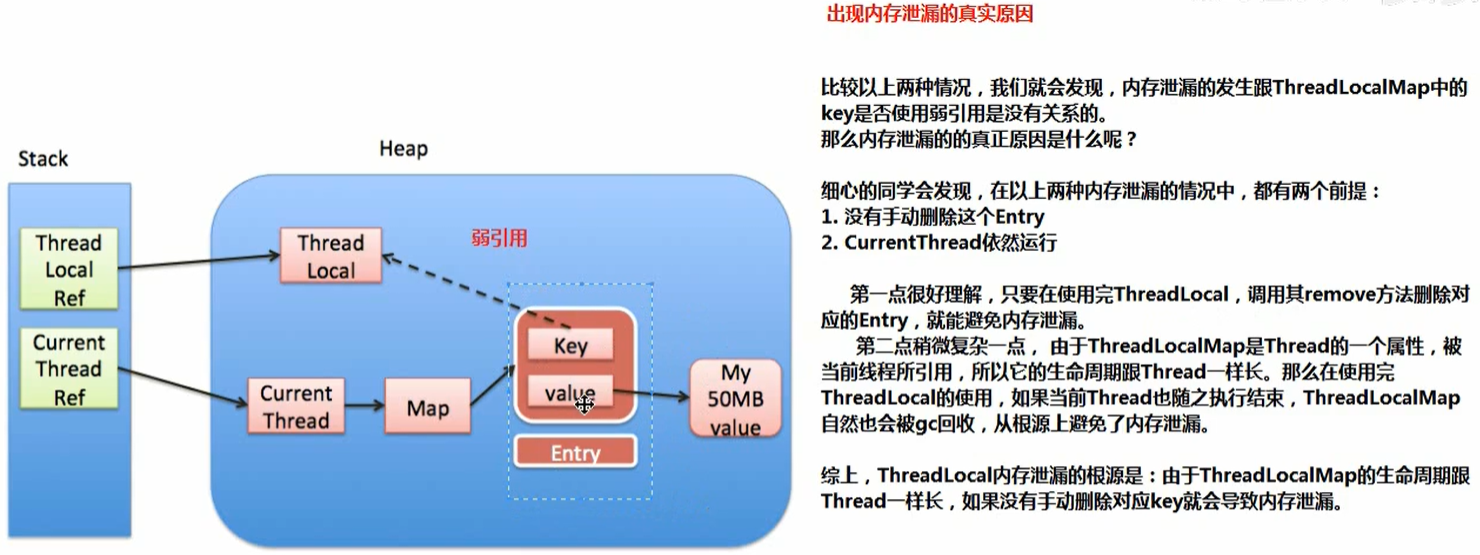 出现内存泄漏的真实原因
比较以上两种情况，我们就会发现，内存泄漏的发生跟ThreadLocalMap中的
key是否使用弱引用是没有关系的。
那么内存泄漏的的真正原因是什么呢？
细心的同学会发现，在以上两种内存泄漏的情况中，都有两个前提：
1. 没有手动删除这个Entry
2. CurrentThread依然运行
第一点很好理解，只要在使用完ThreadLocal，调用其remove方法删除对
应的Entry，就能避免内存泄漏。
第二点稍微复杂一点， 由于ThreadLocalMap是Thread的一个属性，被
当前线程所引用，所以它的生命周期跟Thread一样长。那么在使用完
ThreadLocal的使用，如果当前Thread也随之执行结束，ThreadLocalMap
自然也会被gc回收，从根源上避免了内存泄漏。
综上，ThreadLocal内存泄漏的根源是：由于ThreadLocalMap的生命周期跟
Thread一样长，如果没有手动删除对应key就会导致内存泄漏。
Stack
Heap
Thread
Local
Ref
Current
Thread
Ref
Thread
Local
弱引用
Current
Thread
Map
Key
value
Entry
My
50MB
value